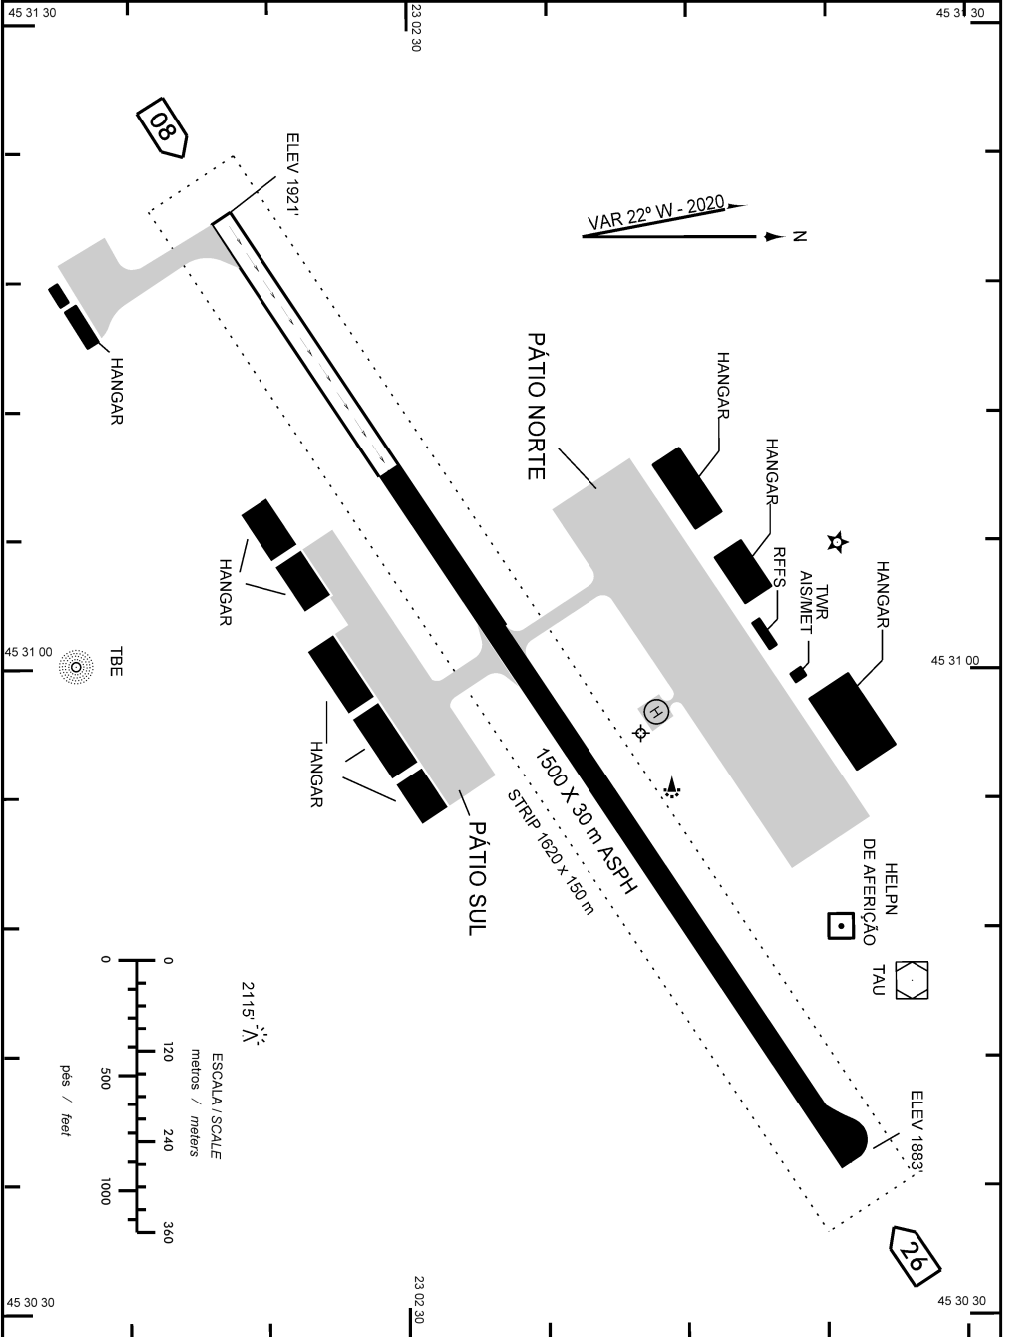 45 31 30
23 02 30
45 31 30
08
ELEV 1921'
VAR 22º W - 2020
N
HANGAR
PÁTIO NORTE
HANGAR
HANGAR
RFFS
TWR
AIS/MET
HANGAR
HANGAR
45 31 00
TBE
45 31 00
H
HANGAR
1500 X 30 m ASPH
STRIP 1620 x 150 m
PÁTIO SUL
HELPN
DE AFERIÇÃO
TAU
2115'
ESCALA / SCALE
metros / meters
0 120 240 360
0 500 1000
pés / feet
ELEV 1883'
26
45 30 30
23 02 30
45 30 30